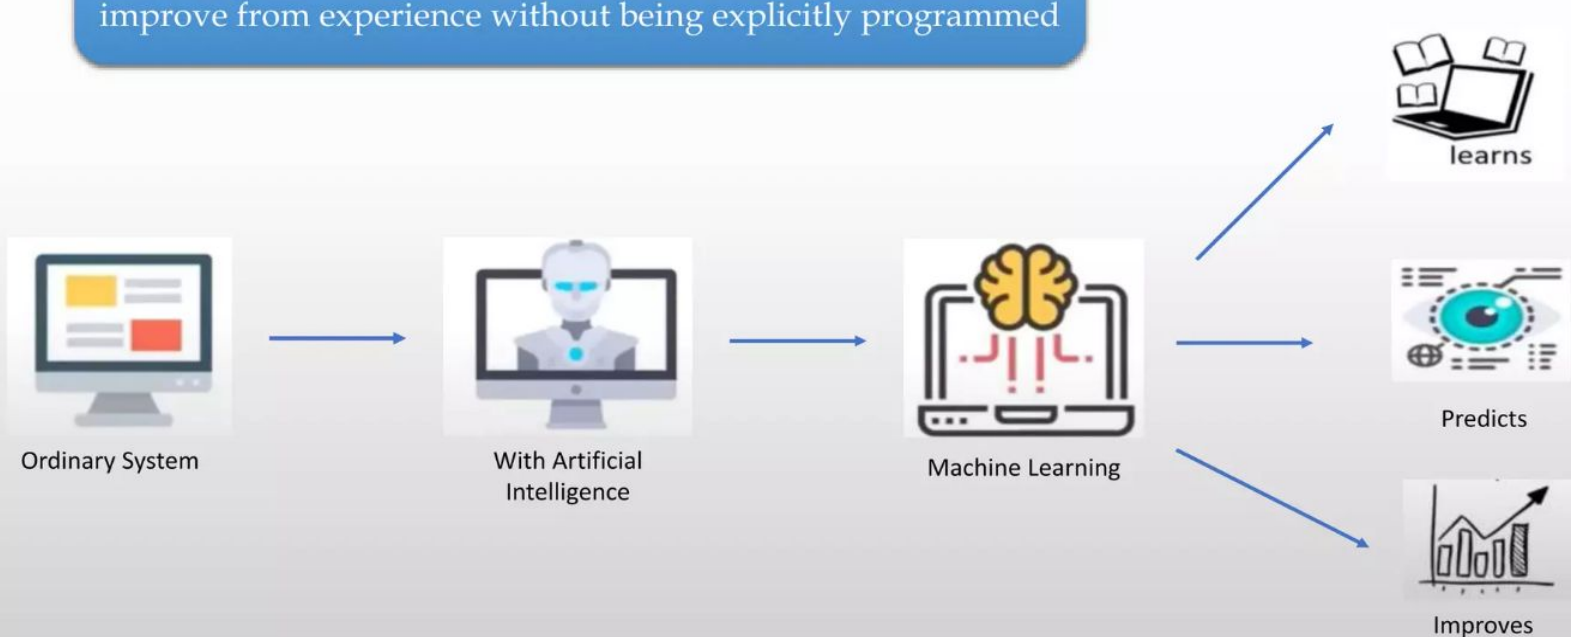 improve from experience without being explicitly programmed
learns
Ordinary System
With Artificial
Intelligence
Machine Learning
Predicts
Improves